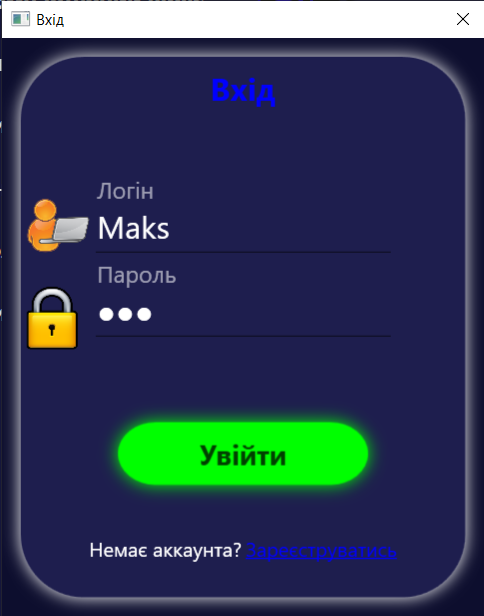 Вхід
Вхід
Логін
Maks
Пароль
●●●
Увійти
Немає аккаунта? Зареєструватись